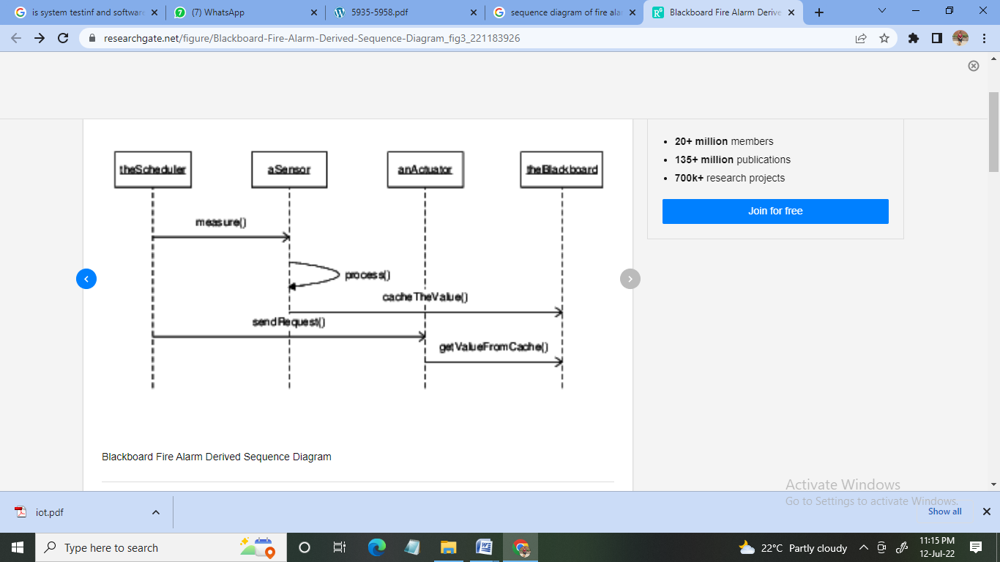 is system testinf and software
(7) WhatsApp
5935-5958.pdf
sequence diagram of fire ala
Blackboard Fire Alarm Derive
researchgate.net/figure/Blackboard-Fire-Alarm-Derived-Sequence-Diagram_fig3_221183926
20+ million members
135+ million publications
700k+ research projects
Join for free
theScheduler
aSensor
anActuator
theBlackboard
measure()
process()
cacheTheValue()
sendRequest()
getValueFromCache()
Blackboard Fire Alarm Derived Sequence Diagram
Activate Windows
Go to Settings to activate Windows.
iot.pdf
Show all
Type here to search
22°C Partly cloudy
11:15 PM
12-Jul-22